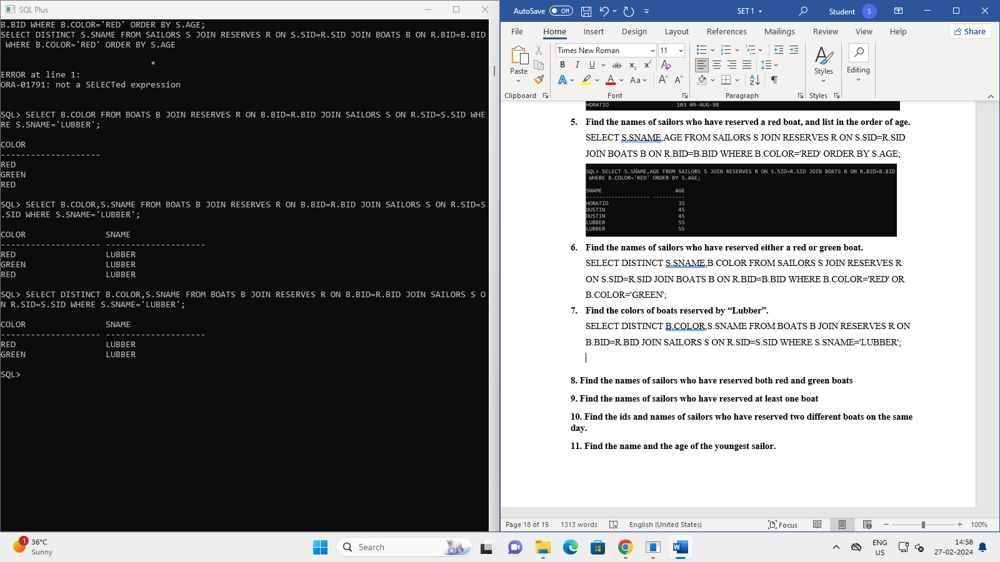 SQL Plus
B.BID WHERE B.COLOR='RED' ORDER BY S.AGE;
SELECT DISTINCT S.SNAME FROM SAILORS S JOIN RESERVES R ON S.SID=R.SID JOIN BOATS B ON R.BID=B.BID
WHERE B.COLOR='RED' ORDER BY S.AGE
*
ERROR at line 1:
ORA-01791: not a SELECTed expression
SQL> SELECT B.COLOR FROM BOATS B JOIN RESERVES R ON B.BID=R.BID JOIN SAILORS S ON R.SID=S.SID WHE
RE S.SNAME='LUBBER';
COLOR
--------------------
RED
GREEN
RED
SQL> SELECT B.COLOR,S.SNAME FROM BOATS B JOIN RESERVES R ON B.BID=R.BID JOIN SAILORS S ON R.SID=S
.SID WHERE S.SNAME='LUBBER';
COLOR SNAME
-------------------- --------------------
RED LUBBER
GREEN LUBBER
RED LUBBER
SQL> SELECT DISTINCT B.COLOR,S.SNAME FROM BOATS B JOIN RESERVES R ON B.BID=R.BID JOIN SAILORS S O
N R.SID=S.SID WHERE S.SNAME='LUBBER';
COLOR SNAME
-------------------- --------------------
RED LUBBER
GREEN LUBBER
SQL>
AutoSave Off SET 1 Student S
File Home Insert Design Layout References Mailings Review View Help Share
Paste
Times New Roman 11
B I U ab x₂ x² A
A A Aa A A
Styles
Editing
Clipboard Font Paragraph Styles
HORATIO 103 09-AUG-98
5. Find the names of sailors who have reserved a red boat, and list in the order of age.
SELECT S.SNAME,AGE FROM SAILORS S JOIN RESERVES R ON S.SID=R.SID
JOIN BOATS B ON R.BID=B.BID WHERE B.COLOR='RED' ORDER BY S.AGE;
SQL> SELECT S.SNAME,AGE FROM SAILORS S JOIN RESERVES R ON S.SID=R.SID JOIN BOATS B ON R.BID=B.BID
WHERE B.COLOR='RED' ORDER BY S.AGE;
SNAME AGE
-------------------- ----------
HORATIO 35
DUSTIN 45
DUSTIN 45
LUBBER 55
LUBBER 55
6. Find the names of sailors who have reserved either a red or green boat.
SELECT DISTINCT S.SNAME,B.COLOR FROM SAILORS S JOIN RESERVES R
ON S.SID=R.SID JOIN BOATS B ON R.BID=B.BID WHERE B.COLOR='RED' OR
B.COLOR='GREEN';
7. Find the colors of boats reserved by “Lubber”.
SELECT DISTINCT B.COLOR,S.SNAME FROM BOATS B JOIN RESERVES R ON
B.BID=R.BID JOIN SAILORS S ON R.SID=S.SID WHERE S.SNAME='LUBBER';
8. Find the names of sailors who have reserved both red and green boats
9. Find the names of sailors who have reserved at least one boat
10. Find the ids and names of sailors who have reserved two different boats on the same
day.
11. Find the name and the age of the youngest sailor.
Page 18 of 19 1313 words English (United States) Focus 100%
1
36°C
Sunny
Search
ENG
US
14:58
27-02-2024